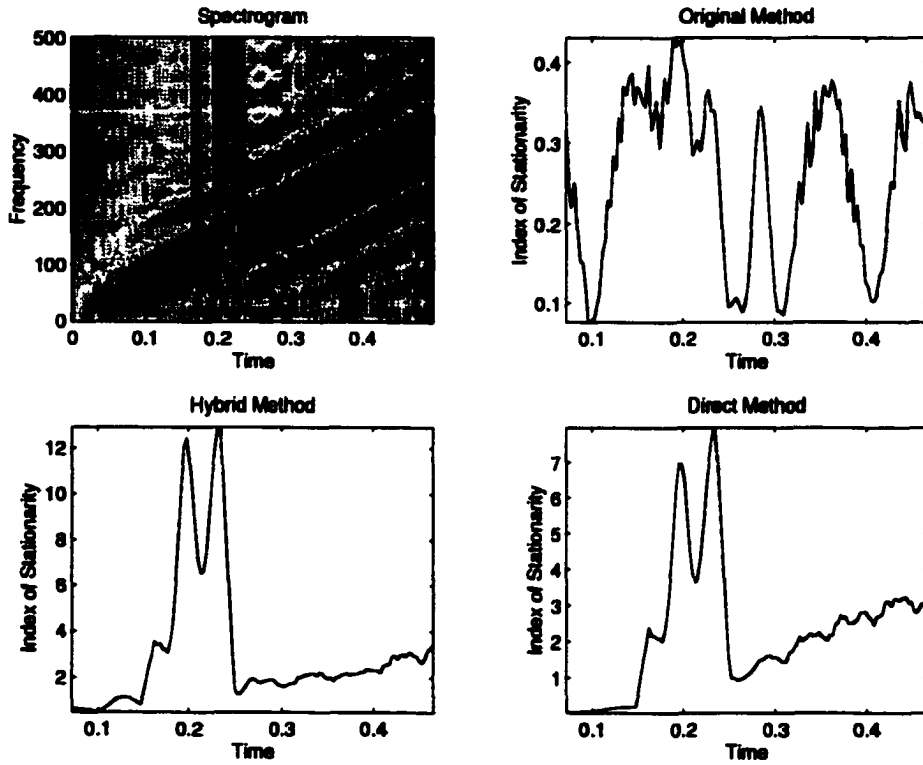 Spectrogram
500
400
300
200
100
0
Frequency
0 0.1 0.2 0.3 0.4
Time
Original Method
0.4
0.3
0.2
0.1
Index of Stationarity
0.1 0.2 0.3 0.4
Time
Hybrid Method
12
10
8
6
4
2
Index of Stationarity
0.1 0.2 0.3 0.4
Time
Direct Method
7
6
5
4
3
2
1
Index of Stationarity
0.1 0.2 0.3 0.4
Time